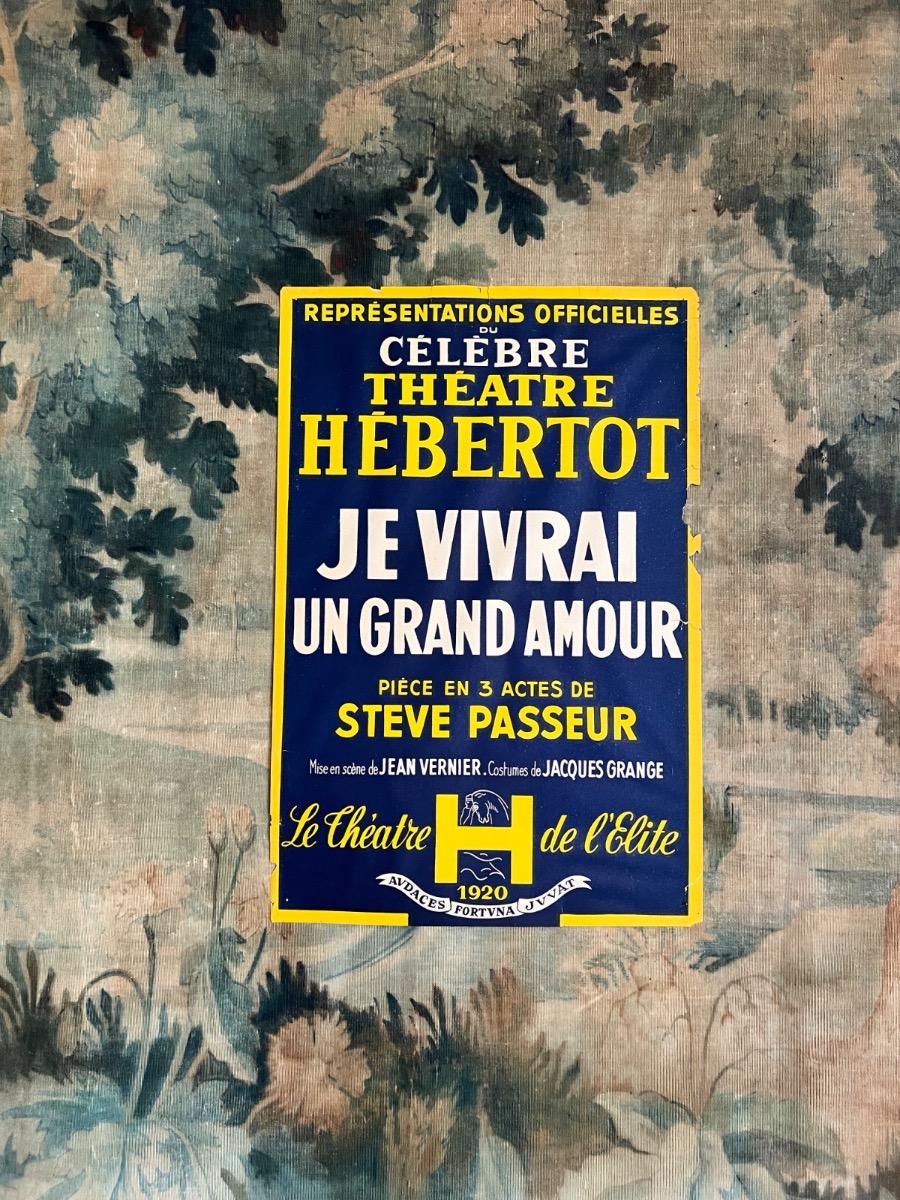 REPRÉSENTATIONS OFFICIELLES
DU
CÉLÈBRE
THÉATRE
HÉBERTOT
JE VIVRAI
UN GRAND AMOUR
PIÈCE EN 3 ACTES DE
STEVE PASSEUR
Mise en scène de JEAN VERNIER. Costumes de JACQUES GRANGE
Le Théatre H de l'Elite
1920
AVDACES FORTVNA JVVAT